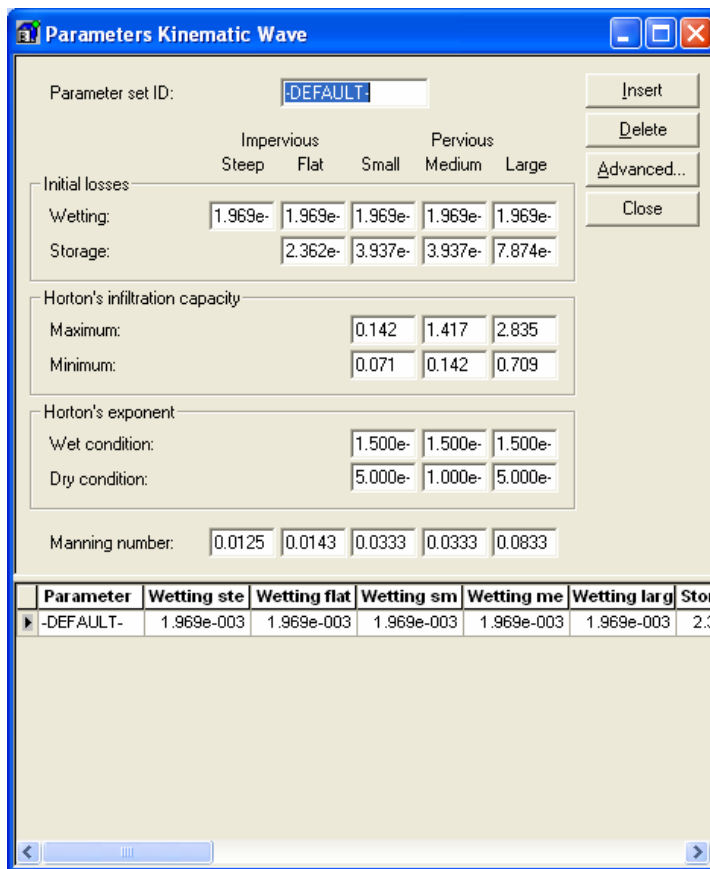 Parameters Kinematic Wave
Parameter set ID: -DEFAULT- Insert
Delete
Impervious Pervious
Steep Flat Small Medium Large Advanced...
Initial losses
Wetting: 1.969e- 1.969e- 1.969e- 1.969e- 1.969e- Close
Storage: 2.362e- 3.937e- 3.937e- 7.874e-
Horton's infiltration capacity
Maximum: 0.142 1.417 2.835
Minimum: 0.071 0.142 0.709
Horton's exponent
Wet condition: 1.500e- 1.500e- 1.500e-
Dry condition: 5.000e- 1.000e- 5.000e-
Manning number: 0.0125 0.0143 0.0333 0.0333 0.0833
Parameter Wetting ste Wetting flat Wetting sm Wetting me Wetting larg Stor
-DEFAULT- 1.969e-003 1.969e-003 1.969e-003 1.969e-003 1.969e-003 2.3